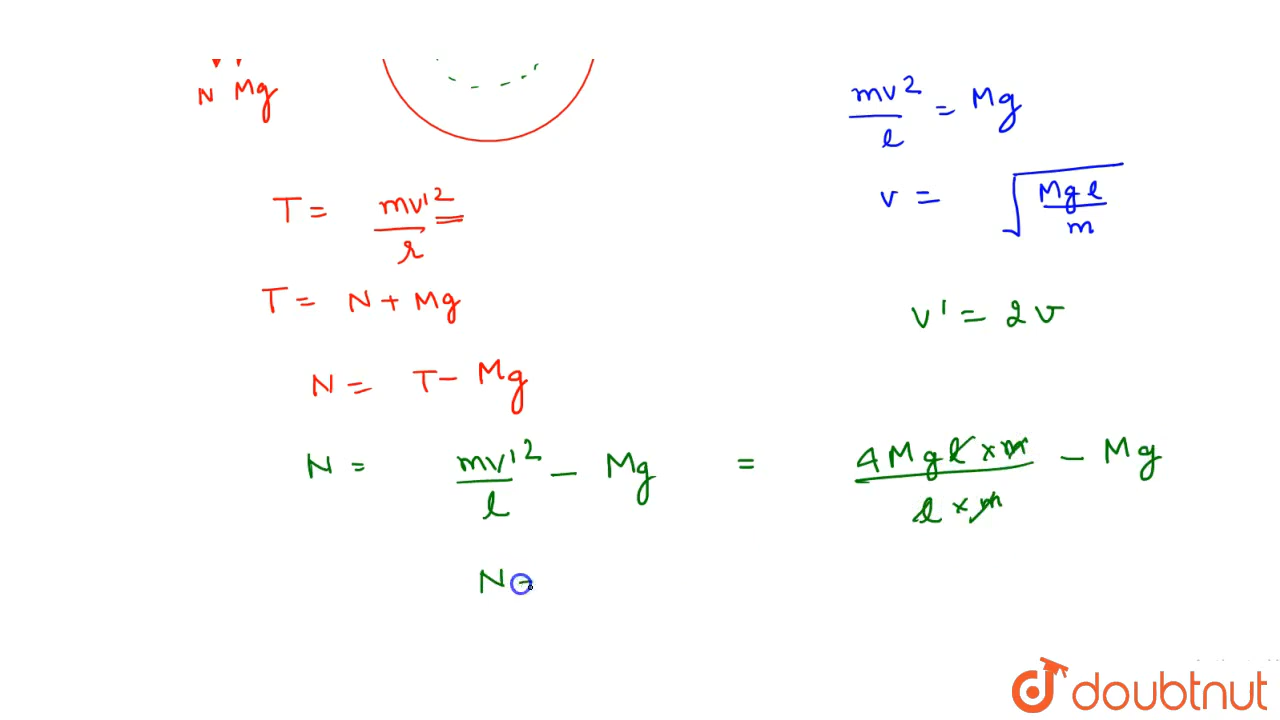 N Mg
mv²/l = Mg
v = √(Mgl/m)
T = mv'²/r
T = N + Mg
v' = 2v
N = T - Mg
N = mv'²/l - Mg = 4Mgl×m/l×m - Mg
N =
doubtnut